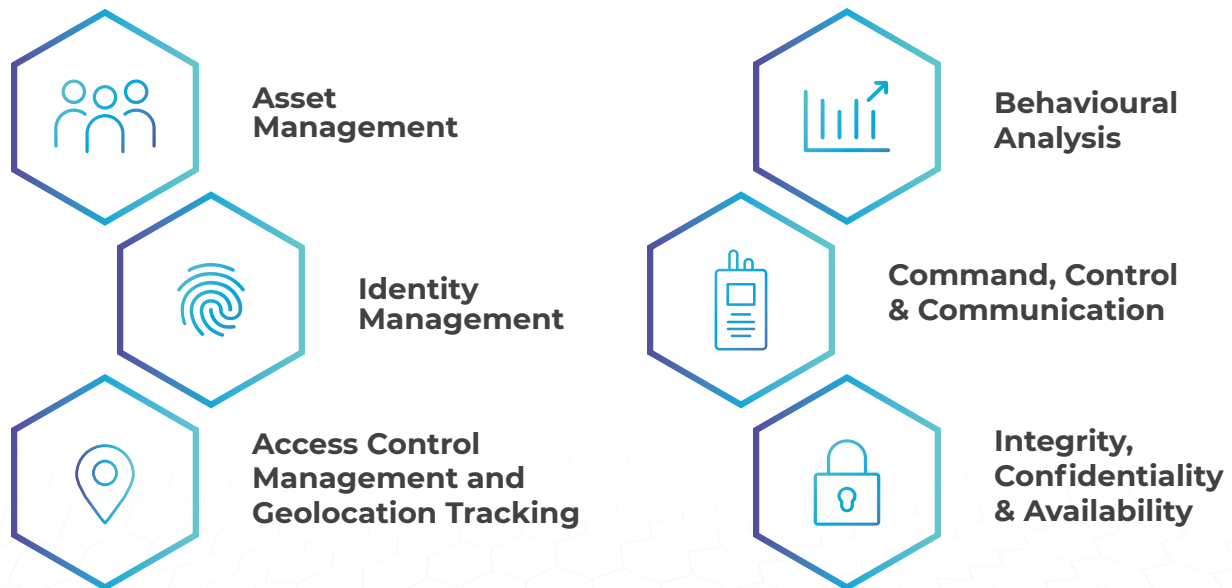 Asset
Management
Identity
Management
Access Control
Management and
Geolocation Tracking
Behavioural
Analysis
Command, Control
& Communication
Integrity,
Confidentiality
& Availability